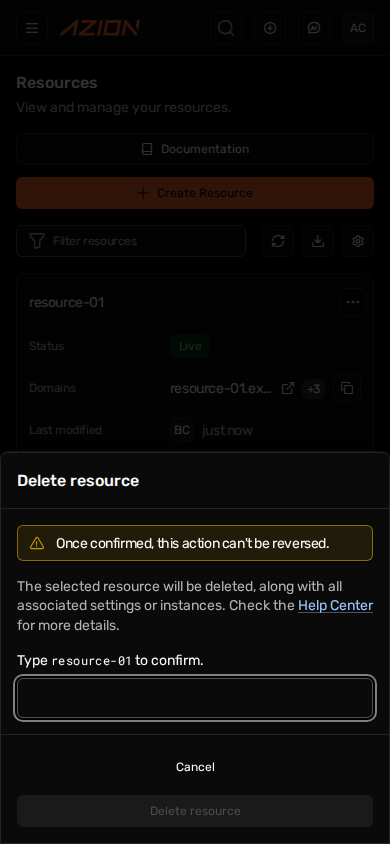 AZION
AI
AC
Resources
View and manage your resources.
Documentation
Create Resource
Filter resources
resource-01
Status
Live
Domains
resource-01.ex...
+3
Last modified
BC
just now
Delete resource
Once confirmed, this action can't be reversed.
The selected resource will be deleted, along with all
associated settings or instances. Check the Help Center
for more details.
Type resource-01 to confirm.
Cancel
Delete resource